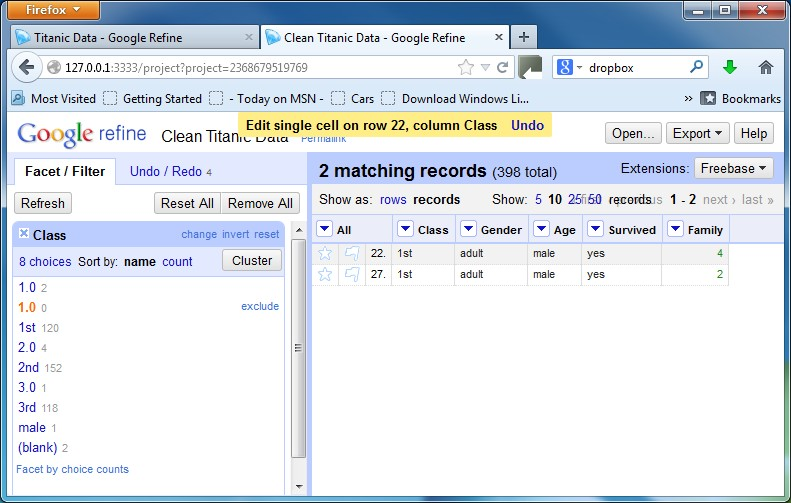 Firefox
Titanic Data - Google Refine
Clean Titanic Data - Google Refine
127.0.0.1:3333/project?project=2368679519769
dropbox
Most Visited Getting Started - Today on MSN - Cars Download Windows Li... » Bookmarks
Google refine Clean Titanic Data Permalink
Edit single cell on row 22, column Class Undo
Open... Export Help
Facet / Filter Undo / Redo 4
Refresh Reset All Remove All
Class change invert reset
8 choices Sort by: name count Cluster
1.0 2
1.0 0 exclude
1st 120
2.0 4
2nd 152
3.0 1
3rd 118
male 1
(blank) 2
Facet by choice counts
2 matching records (398 total)
Extensions: Freebase
Show as: rows records Show: 5 10 25 50 records 1 - 2 next › last »
All Class Gender Age Survived Family
22. 1st adult male yes 4
27. 1st adult male yes 2